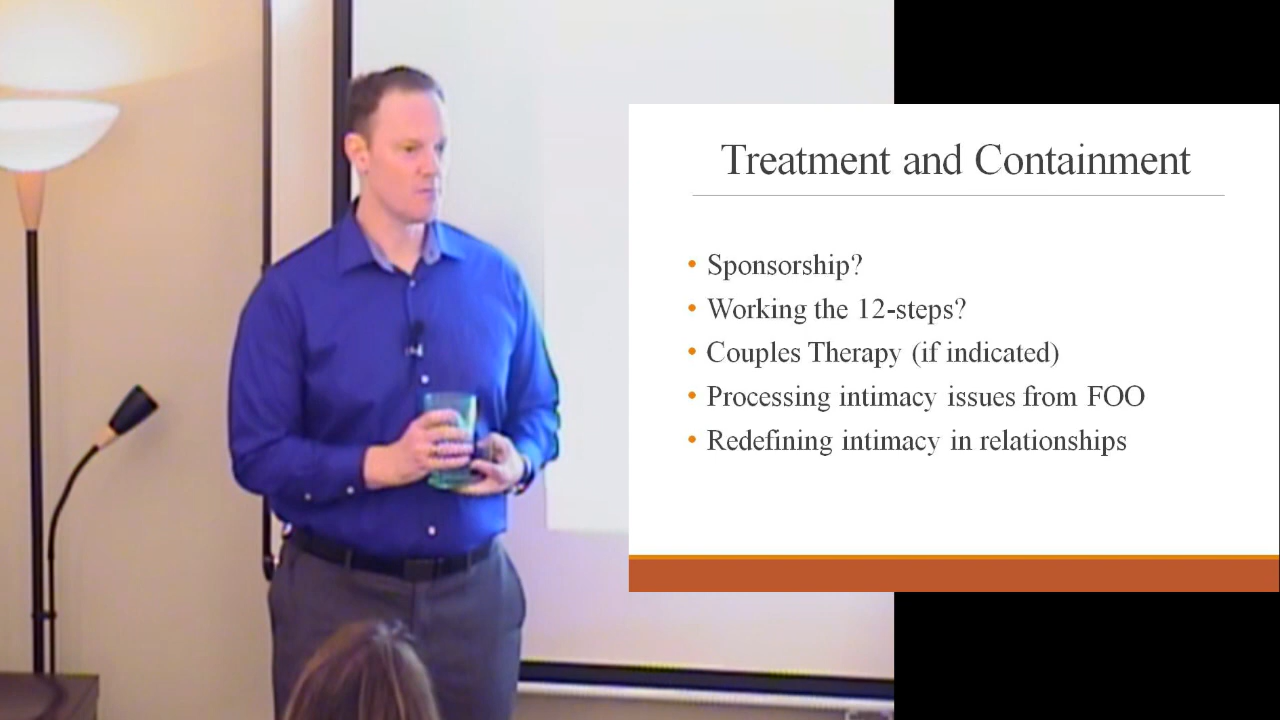 Treatment and Containment
• Sponsorship?
• Working the 12-steps?
• Couples Therapy (if indicated)
• Processing intimacy issues from FOO
• Redefining intimacy in relationships